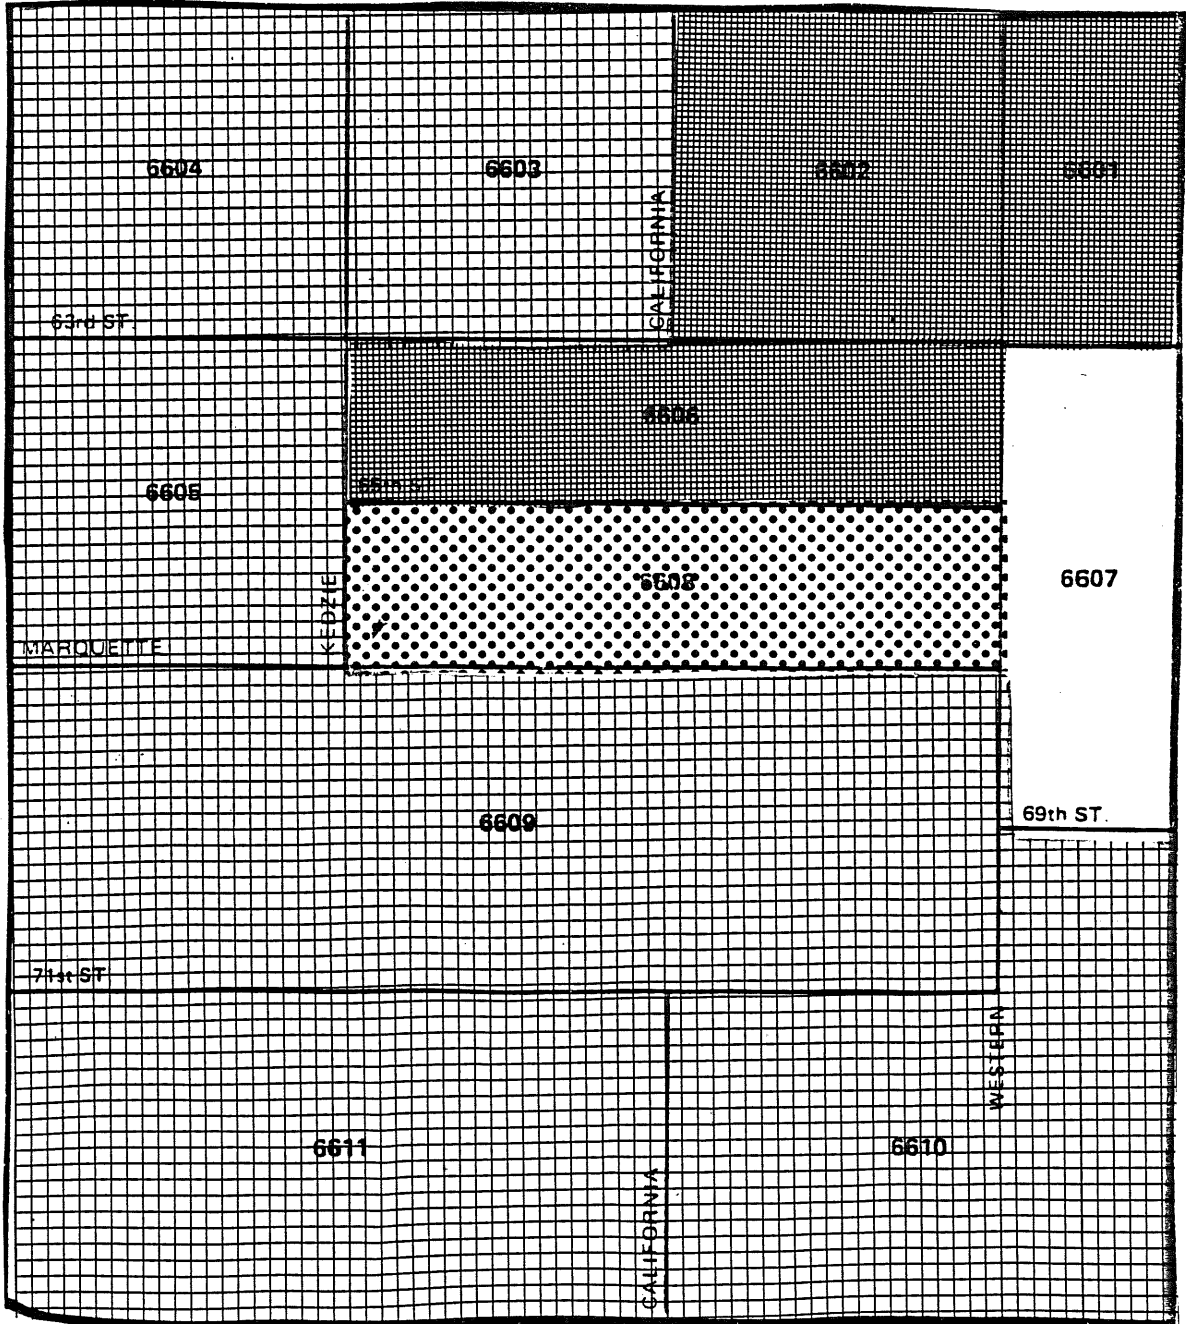 6604
6603
6602
6601
CALIFORNIA
63rd ST.
6606
6605
65th ST
6608
6607
KEDZIE
MARQUETTE
69th ST.
6609
71st ST
WESTERN
6611
6610
CALIFORNIA